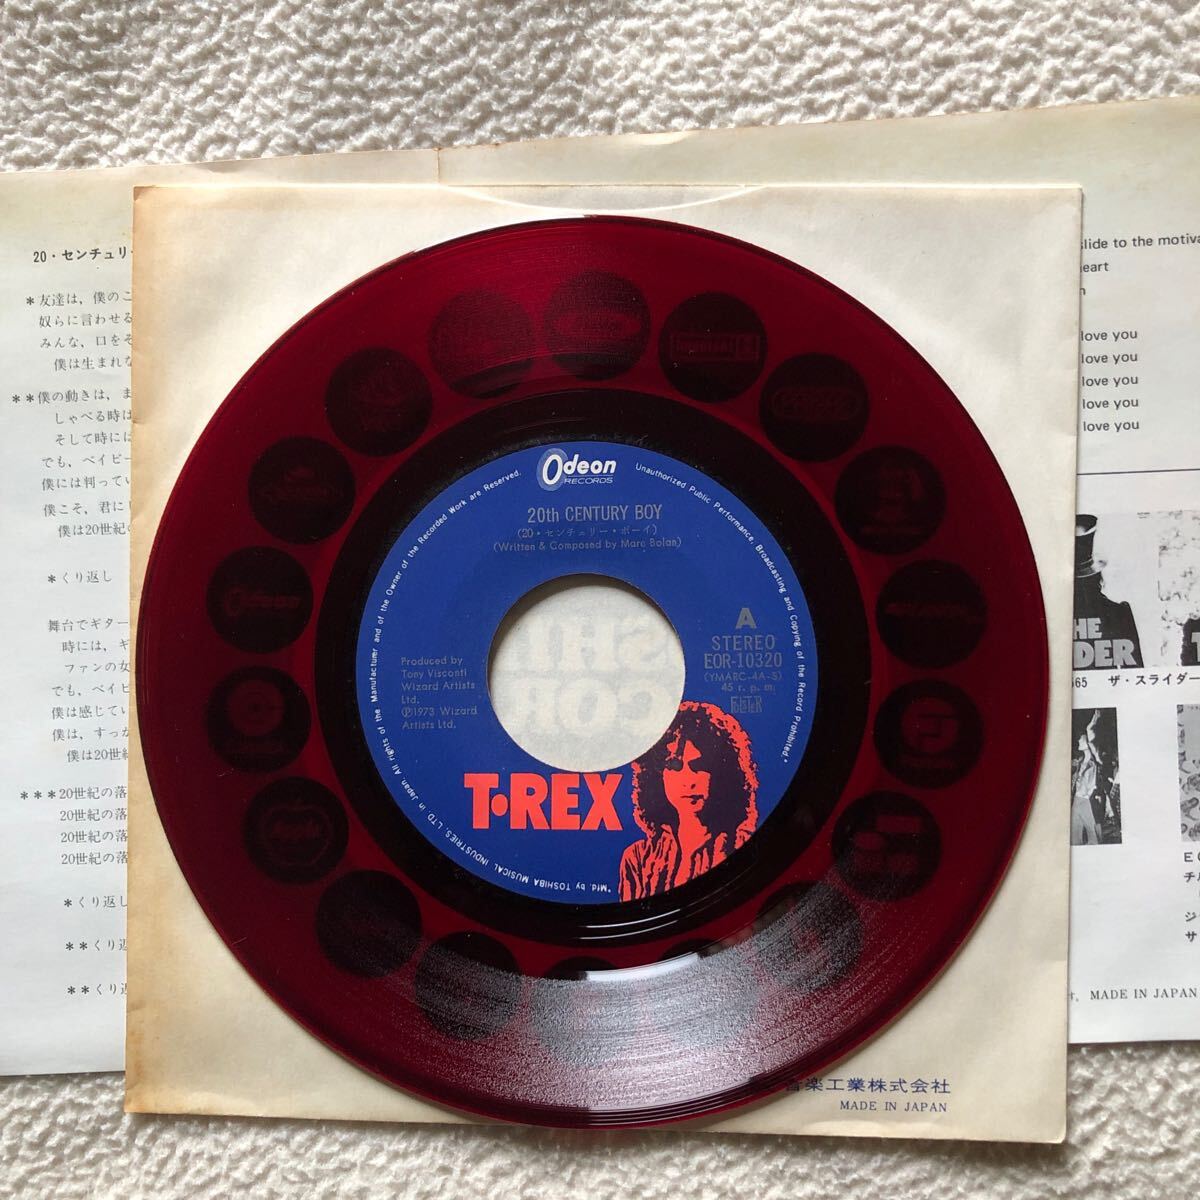 20・センチュリー
*友達は、僕のこ
奴らに言わせる
みんな、口をそ
僕は生まれな
**僕の動きは、ま
しゃべる時は
そして時には
でも、ベイビー
僕には判ってい
僕こそ、君に
僕は20世紀の
*くり返し
舞台でギター
時には、ギ
ファンの女
でも、ベイビ
僕は感じてい
僕は、すっか
僕は20世紀
***20世紀の落
20世紀の落
20世紀の落
20世紀の落
*くり返し
**くり返
**くり返
Odeon
RECORDS
20th CENTURY BOY
(20・センチュリー・ボーイ)
(Written & Composed by Marc Bolan)
A
STEREO
EOR-10320
(YMARC-4A-S)
45 r.p.m.
Produced by
Tony Visconti
Wizard Artists
Ltd.
Ⓟ1973 Wizard
Artists Ltd.
T•REX
*Mfd. by TOSHIBA MUSICAL INDUSTRIES, LTD. in Japan. All rights of the Manufacturer and of the Owner of the Recorded Work are Reserved. Unauthorized Public Performance, Broadcasting and Copying of the Record Prohibited*
Odeon
Apple
slide to the motiva
heart
love you
love you
love you
love you
love you
THE
DER
565 ザ・スライダー
MADE IN JAPAN
音楽工業株式会社
MADE IN JAPAN